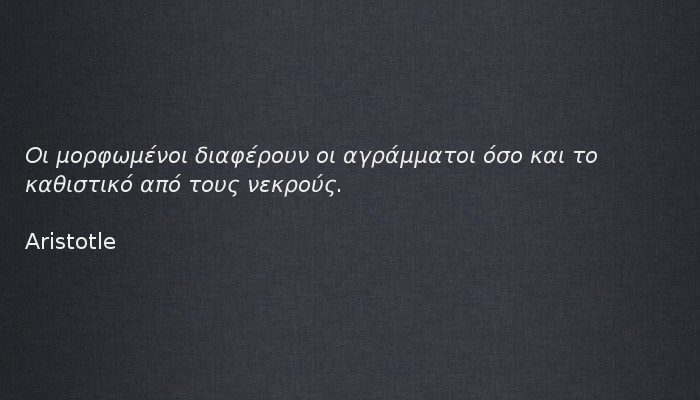 Οι μορφωμένοι διαφέρουν οι αγράμματοι όσο και το
καθιστικό από τους νεκρούς.
Aristotle